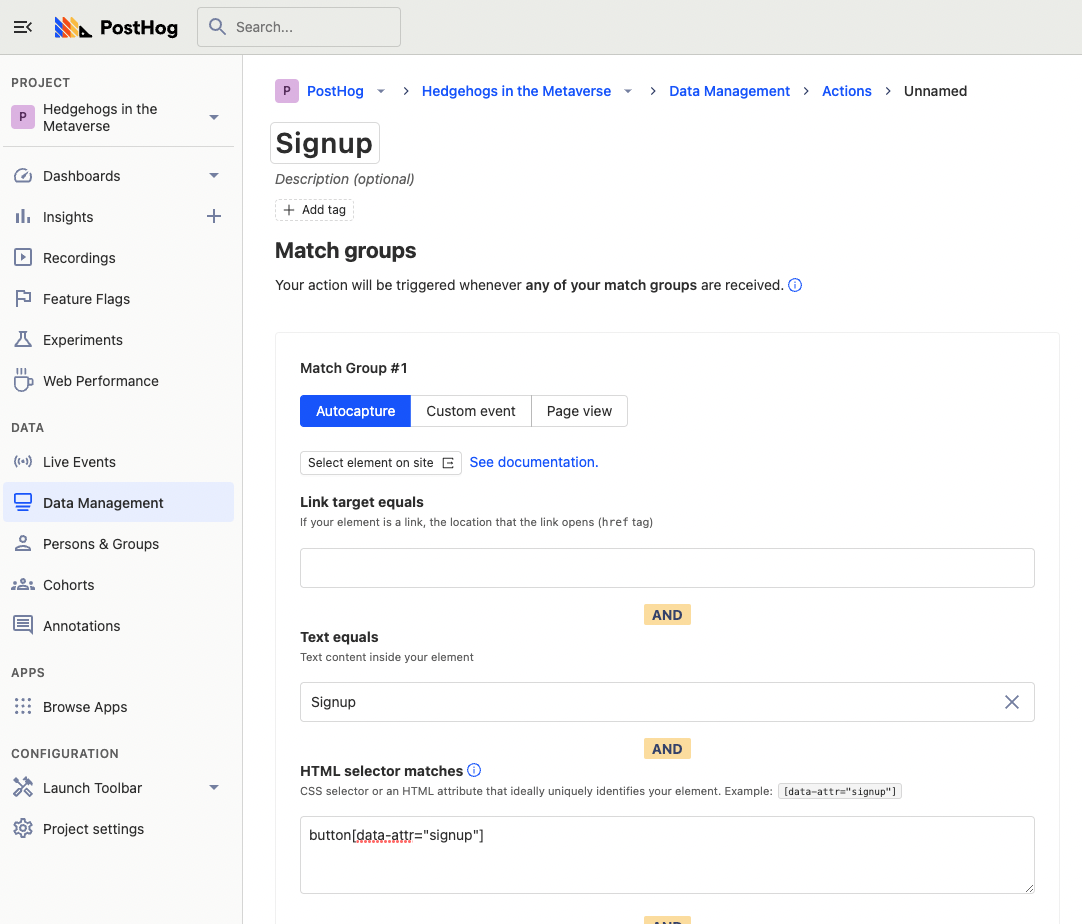 PostHog
Search...
PROJECT
P
Hedgehogs in the
Metaverse
Dashboards
Insights
Recordings
Feature Flags
Experiments
Web Performance
DATA
Live Events
Data Management
Persons & Groups
Cohorts
Annotations
APPS
Browse Apps
CONFIGURATION
Launch Toolbar
Project settings
P PostHog > Hedgehogs in the Metaverse > Data Management > Actions > Unnamed
Signup
Description (optional)
+ Add tag
Match groups
Your action will be triggered whenever any of your match groups are received.
Match Group #1
Autocapture Custom event Page view
Select element on site See documentation.
Link target equals
If your element is a link, the location that the link opens (href tag)
AND
Text equals
Text content inside your element
Signup
AND
HTML selector matches
CSS selector or an HTML attribute that ideally uniquely identifies your element. Example: [data-attr="signup"]
button[data-attr="signup"]
AND